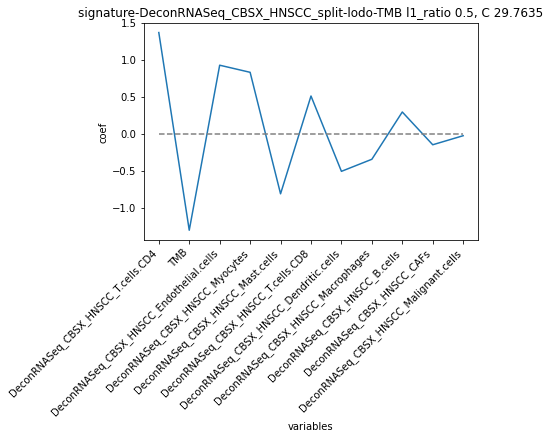 signature-DeconRNASeq_CBSX_HNSCC_split-lodo-TMB l1_ratio 0.5, C 29.7635
1.5
1.0
0.5
0.0
−0.5
−1.0
coef
DeconRNASeq_CBSX_HNSCC_T.cells.CD4
TMB
DeconRNASeq_CBSX_HNSCC_Endothelial.cells
DeconRNASeq_CBSX_HNSCC_Myocytes
DeconRNASeq_CBSX_HNSCC_Mast.cells
DeconRNASeq_CBSX_HNSCC_T.cells.CD8
DeconRNASeq_CBSX_HNSCC_Dendritic.cells
DeconRNASeq_CBSX_HNSCC_Macrophages
DeconRNASeq_CBSX_HNSCC_B.cells
DeconRNASeq_CBSX_HNSCC_CAFs
DeconRNASeq_CBSX_HNSCC_Malignant.cells
variables